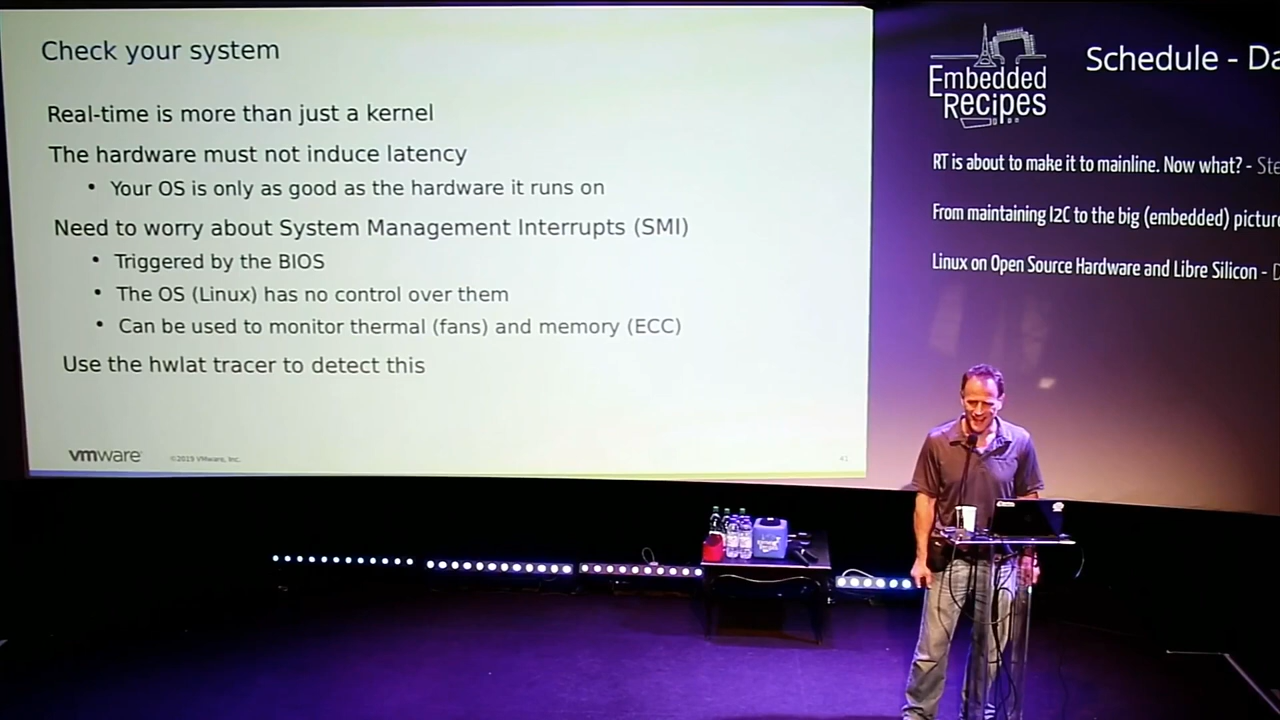 Check your system
Real-time is more than just a kernel
The hardware must not induce latency
• Your OS is only as good as the hardware it runs on
Need to worry about System Management Interrupts (SMI)
• Triggered by the BIOS
• The OS (Linux) has no control over them
• Can be used to monitor thermal (fans) and memory (ECC)
Use the hwlat tracer to detect this
vmware
©2019 VMware, Inc.
41
Embedded
Recipes
Schedule - Da
RT is about to make it to mainline. Now what? - Ste
From maintaining I2C to the big (embedded) picture
Linux on Open Source Hardware and Libre Silicon - D